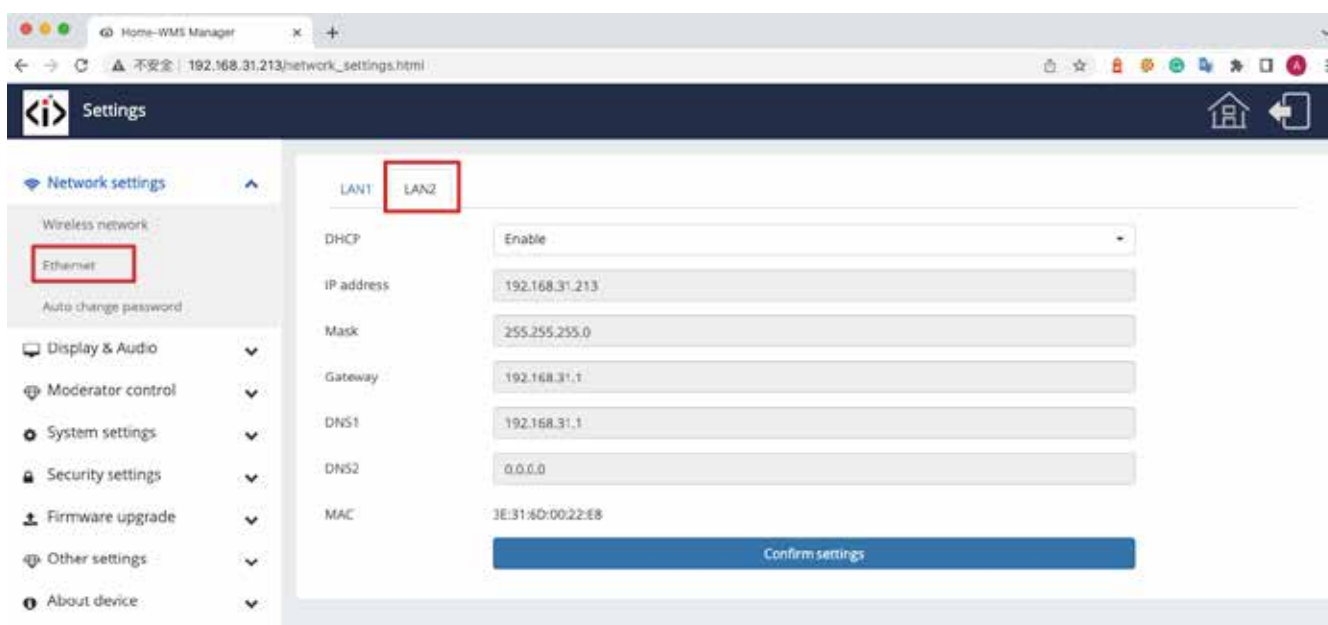 Home-WMS Manager
不安全 192.168.31.213/network_settings.html
<i> Settings
Network settings
Wireless network
Ethernet
Auto change password
Display & Audio
Moderator control
System settings
Security settings
Firmware upgrade
Other settings
About device
LAN1 LAN2
DHCP Enable
IP address 192.168.31.213
Mask 255.255.255.0
Gateway 192.168.31.1
DNS1 192.168.31.1
DNS2 0.0.0.0
MAC 3E:31:6D:00:22:E8
Confirm settings